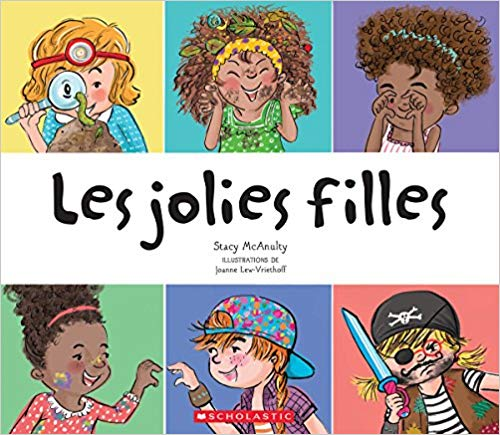 Les jolies filles
Stacy McAnulty
ILLUSTRATIONS DE
Joanne Lew-Vriethoff
SCHOLASTIC